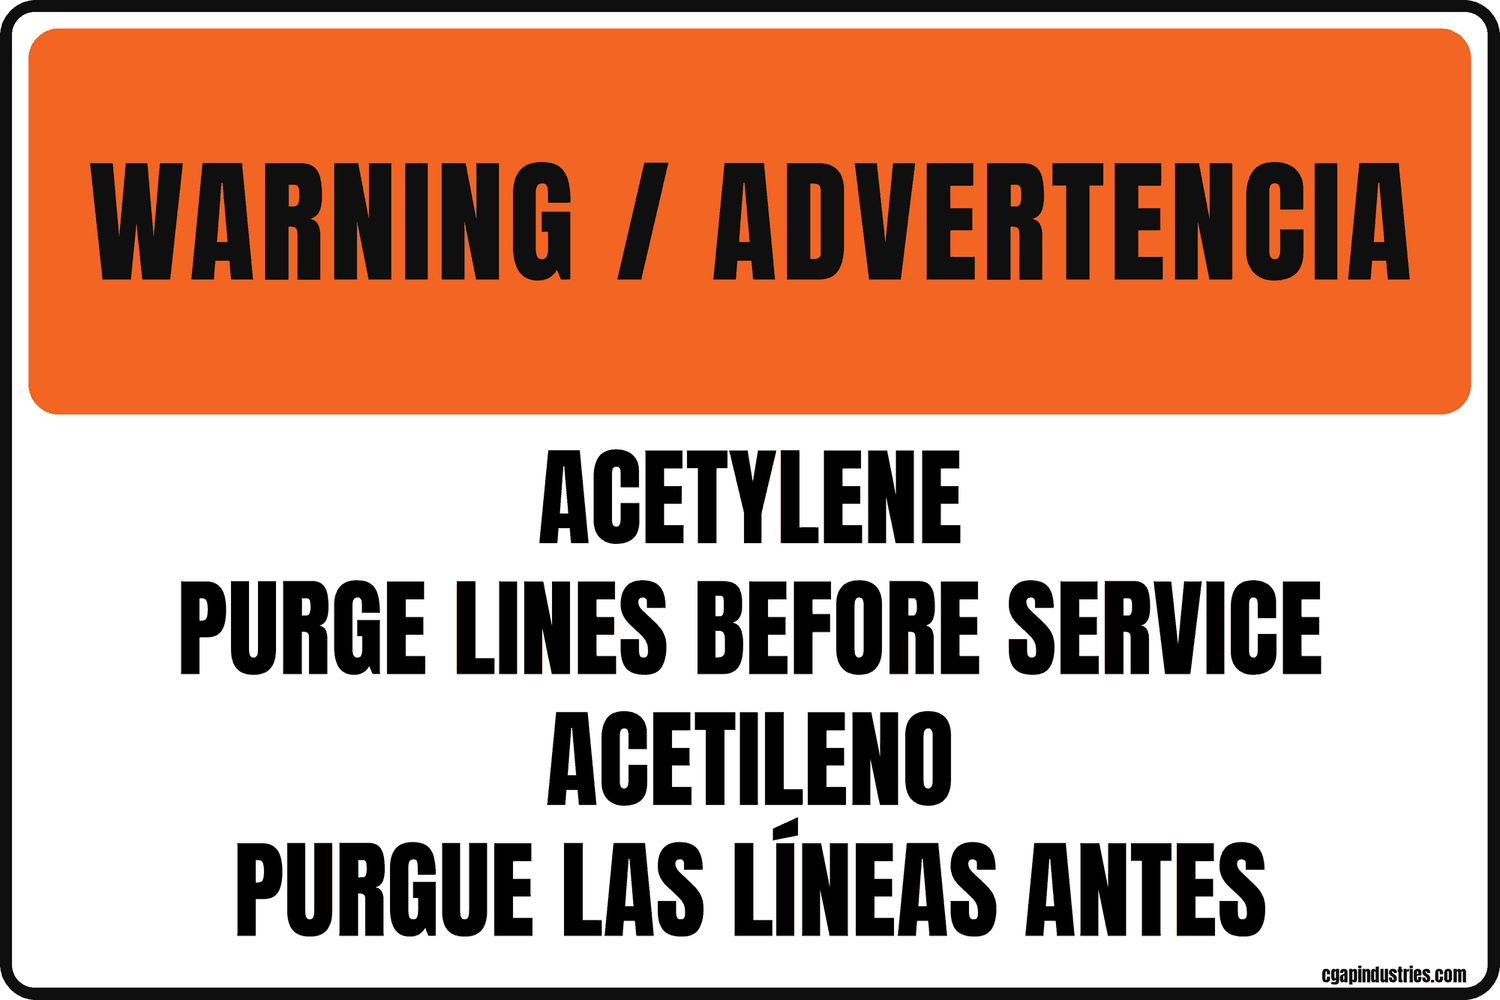 WARNING / ADVERTENCIA
ACETYLENE
PURGE LINES BEFORE SERVICE
ACETILENO
PURGUE LAS LÍNEAS ANTES
cgapindustries.com